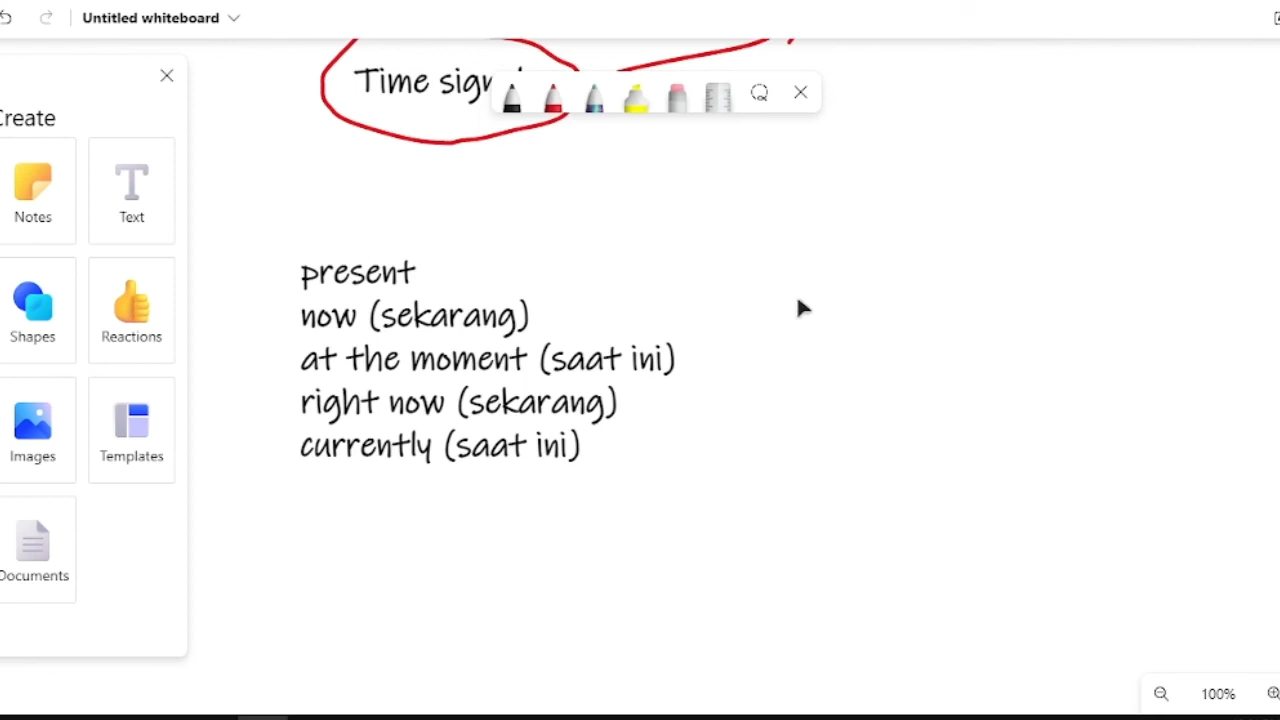 Untitled whiteboard
Time
Create
Notes
Text
Shapes
Reactions
Images
Templates
Documents
present
now (sekarang)
at the moment (saat ini)
right now (sekarang)
currently (saat ini)
100%